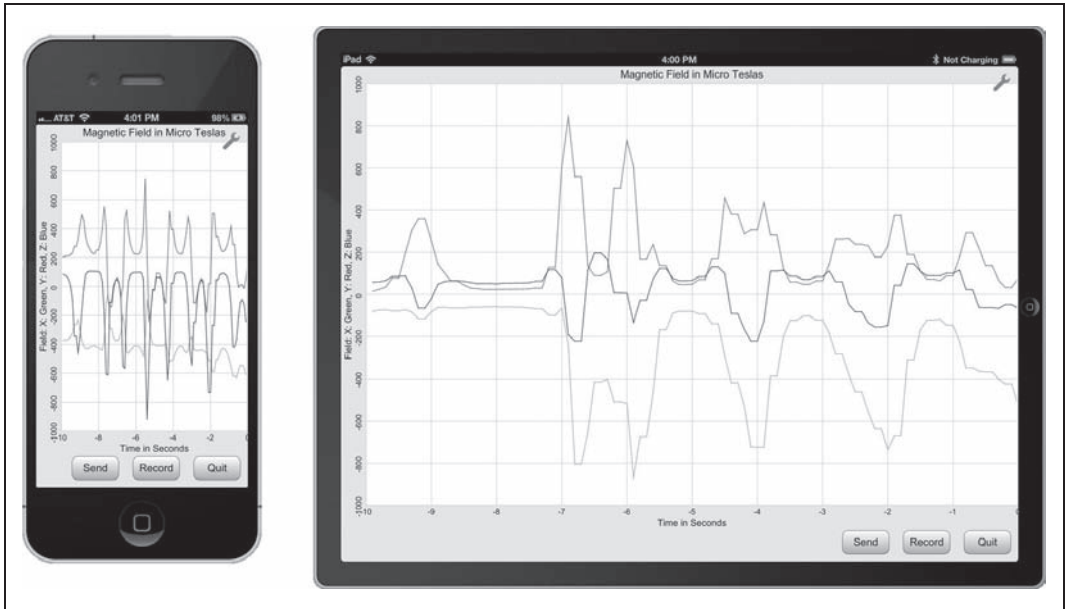 AT&T 4:01 PM 98%
Magnetic Field in Micro Teslas
Field: X: Green, Y: Red, Z: Blue
1000
800
600
400
200
0
-200
-400
-600
-800
-1000
-10 -8 -6 -4 -2 0
Time in Seconds
Send Record Quit
iPad 4:00 PM Not Charging
Magnetic Field in Micro Teslas
Field: X: Green, Y: Red, Z: Blue
1000
800
600
400
200
0
-200
-400
-600
-800
-1000
-10 -9 -8 -7 -6 -5 -4 -3 -2 -1 0
Time in Seconds
Send Record Quit